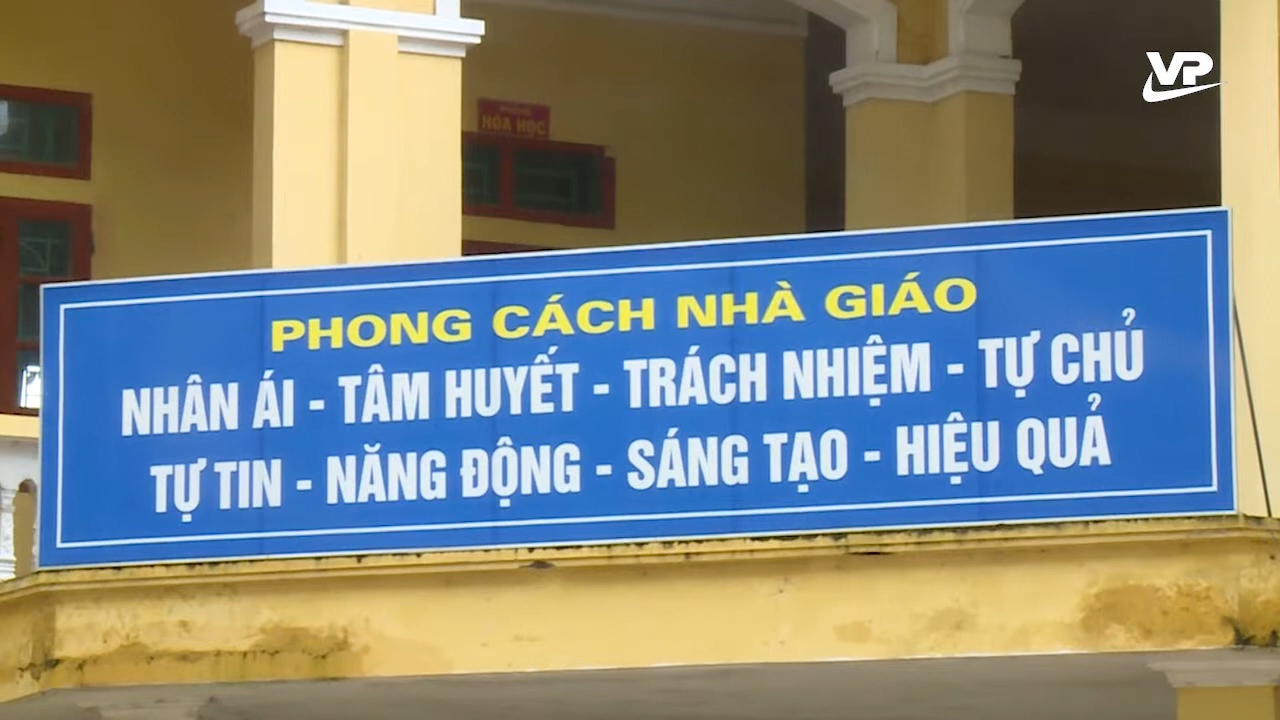 VP
PHÒNG
HÓA HỌC
PHONG CÁCH NHÀ GIÁO
NHÂN ÁI - TÂM HUYẾT - TRÁCH NHIỆM - TỰ CHỦ
TỰ TIN - NĂNG ĐỘNG - SÁNG TẠO - HIỆU QUẢ